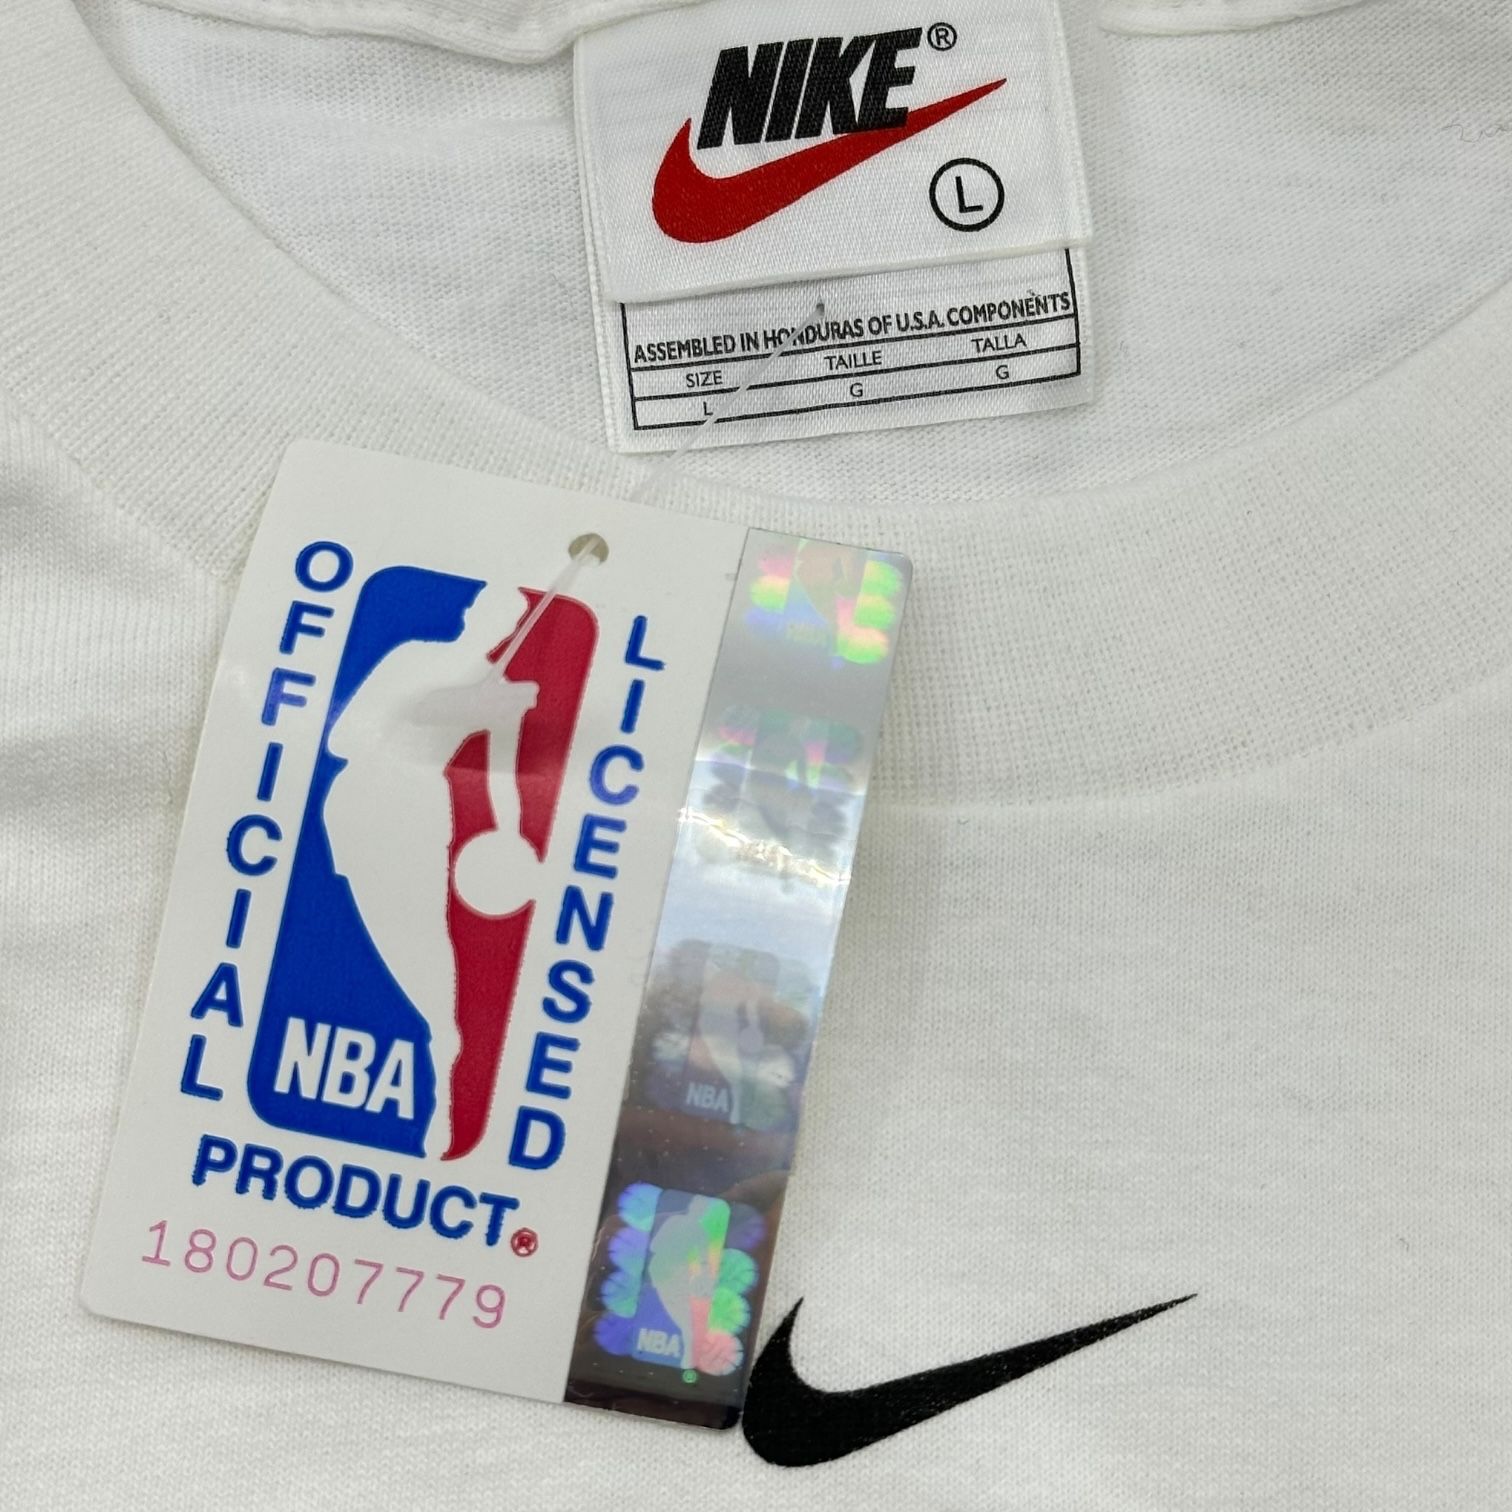 NIKE®
L
ASSEMBLED IN HONDURAS OF U.S.A. COMPONENTS
SIZE TAILLE TALLA
L G G
OFFICIAL
LICENSED
NBA
PRODUCT®
180207779
NBA
NBA
®